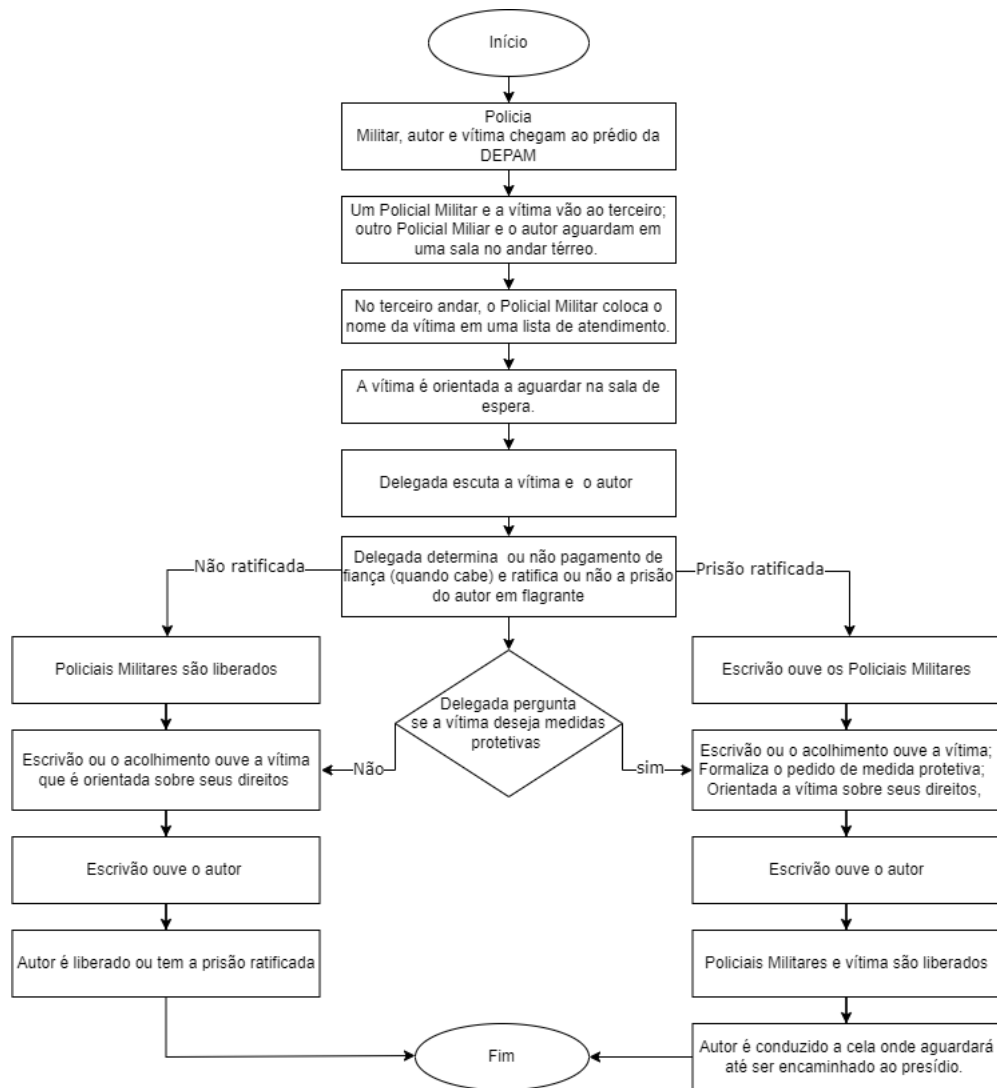 Início
Policia
Militar, autor e vítima chegam ao prédio da
DEPAM
Um Policial Militar e a vítima vão ao terceiro;
outro Policial Miliar e o autor aguardam em
uma sala no andar térreo.
No terceiro andar, o Policial Militar coloca o
nome da vítima em uma lista de atendimento.
A vítima é orientada a aguardar na sala de
espera.
Delegada escuta a vítima e o autor
Delegada determina ou não pagamento de
fiança (quando cabe) e ratifica ou não a prisão
do autor em flagrante
Não ratificada
Prisão ratificada
Policiais Militares são liberados
Delegada pergunta
se a vítima deseja medidas
protetivas
Escrivão ouve os Policiais Militares
Não
sim
Escrivão ou o acolhimento ouve a vítima
que é orientada sobre seus direitos
Escrivão ou o acolhimento ouve a vítima;
Formaliza o pedido de medida protetiva;
Orientada a vítima sobre seus direitos,
Escrivão ouve o autor
Escrivão ouve o autor
Autor é liberado ou tem a prisão ratificada
Policiais Militares e vítima são liberados
Fim
Autor é conduzido a cela onde aguardará
até ser encaminhado ao presídio.